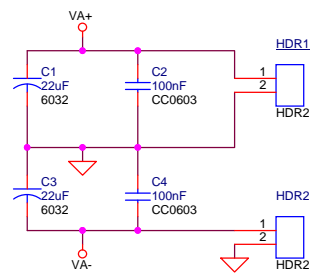 VA+
HDR1
C1
22uF
6032
C2
100nF
CC0603
1
2
HDR2
C3
22uF
6032
C4
100nF
CC0603
HDR2
1
2
HDR2
VA-